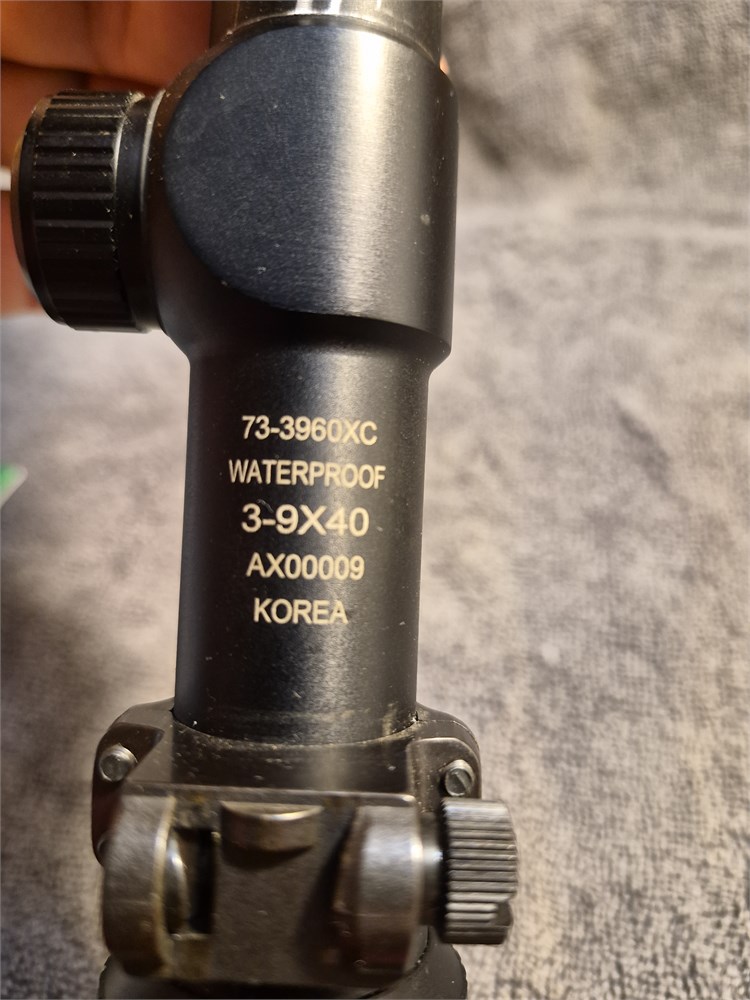 73-3960XC
WATERPROOF
3-9X40
AX00009
KOREA